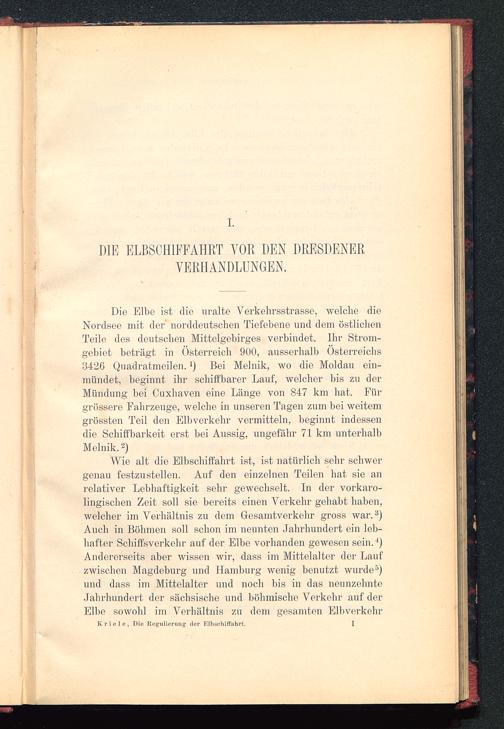 I.
DIE ELBSCHIFFAHRT VOR DEN DRESDENER
VERHANDLUNGEN.
Die Elbe ist die uralte Verkehrsstrasse, welche die
Nordsee mit der norddeutschen Tiefebene und dem östlichen
Teile des deutschen Mittelgebirges verbindet. Ihr Strom-
gebiet beträgt in Österreich 900, ausserhalb Österreichs
3426 Quadratmeilen.¹) Bei Melnik, wo die Moldau ein-
mündet, beginnt ihr schiffbarer Lauf, welcher bis zu der
Mündung bei Cuxhaven eine Länge von 847 km hat. Für
grössere Fahrzeuge, welche in unseren Tagen zum bei weitem
grössten Teil den Elbverkehr vermitteln, beginnt indessen
die Schiffbarkeit erst bei Aussig, ungefähr 71 km unterhalb
Melnik.²)
Wie alt die Elbschiffahrt ist, ist natürlich sehr schwer
genau festzustellen. Auf den einzelnen Teilen hat sie an
relativer Lebhaftigkeit sehr gewechselt. In der vorkaro-
lingischen Zeit soll sie bereits einen Verkehr gehabt haben,
welcher im Verhältnis zu dem Gesamtverkehr gross war.³)
Auch in Böhmen soll schon im neunten Jahrhundert ein leb-
hafter Schiffsverkehr auf der Elbe vorhanden gewesen sein.⁴)
Andererseits aber wissen wir, dass im Mittelalter der Lauf
zwischen Magdeburg und Hamburg wenig benutzt wurde⁵)
und dass im Mittelalter und noch bis in das neunzehnte
Jahrhundert der sächsische und böhmische Verkehr auf der
Elbe sowohl im Verhältnis zu dem gesamten Elbverkehr
Kriele, Die Regulierung der Elbschiffahrt. I